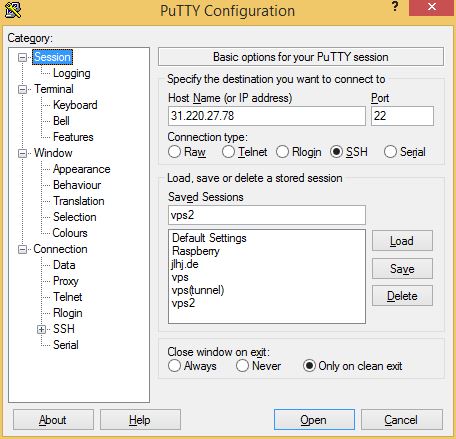 PuTTY Configuration
Category:
Session
Logging
Terminal
Keyboard
Bell
Features
Window
Appearance
Behaviour
Translation
Selection
Colours
Connection
Data
Proxy
Telnet
Rlogin
SSH
Serial
Basic options for your PuTTY session
Specify the destination you want to connect to
Host Name (or IP address) Port
31.220.27.78 22
Connection type:
Raw Telnet Rlogin SSH Serial
Load, save or delete a stored session
Saved Sessions
vps2
Default Settings
Raspberry
jlhj.de
vps
vps(tunnel)
vps2
Load
Save
Delete
Close window on exit:
Always Never Only on clean exit
About Help Open Cancel